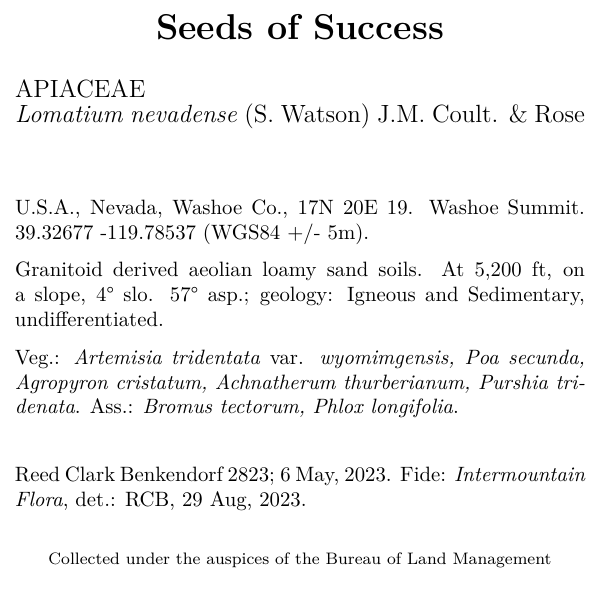 Seeds of Success
APIACEAE
Lomatium nevadense (S. Watson) J.M. Coult. & Rose
U.S.A., Nevada, Washoe Co., 17N 20E 19. Washoe Summit.
39.32677 -119.78537 (WGS84 +/- 5m).
Granitoid derived aeolian loamy sand soils. At 5,200 ft, on
a slope, 4° slo. 57° asp.; geology: Igneous and Sedimentary,
undifferentiated.
Veg.: Artemisia tridentata var. wyomimgensis, Poa secunda,
Agropyron cristatum, Achnatherum thurberianum, Purshia tri-
denata. Ass.: Bromus tectorum, Phlox longifolia.
Reed Clark Benkendorf 2823; 6 May, 2023. Fide: Intermountain
Flora, det.: RCB, 29 Aug, 2023.
Collected under the auspices of the Bureau of Land Management